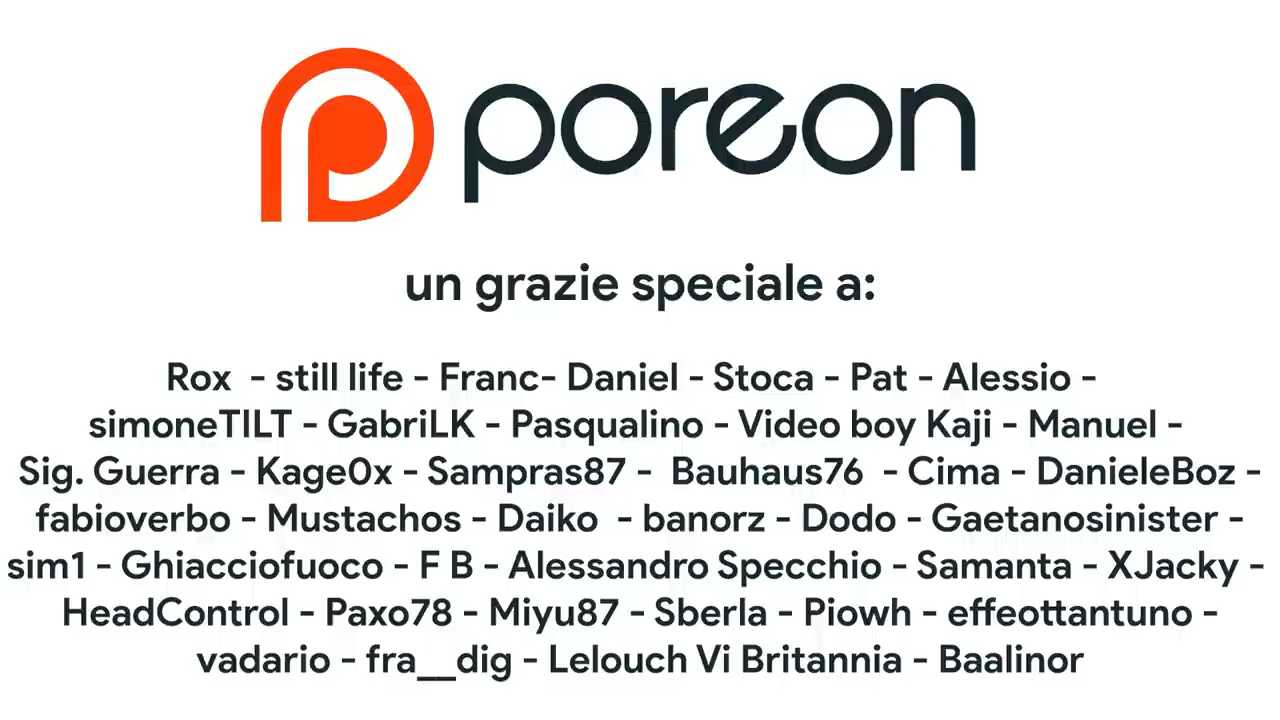 poreon
un grazie speciale a:
Rox - still life - Franc- Daniel - Stoca - Pat - Alessio -
simoneTILT - GabriLK - Pasqualino - Video boy Kaji - Manuel -
Sig. Guerra - Kage0x - Sampras87 - Bauhaus76 - Cima - DanieleBoz -
fabioverbo - Mustachos - Daiko - banorz - Dodo - Gaetanosinister -
sim1 - Ghiacciofuoco - F B - Alessandro Specchio - Samanta - XJacky -
HeadControl - Paxo78 - Miyu87 - Sberla - Piowh - effeottantuno -
vadario - fra__dig - Lelouch Vi Britannia - Baalinor